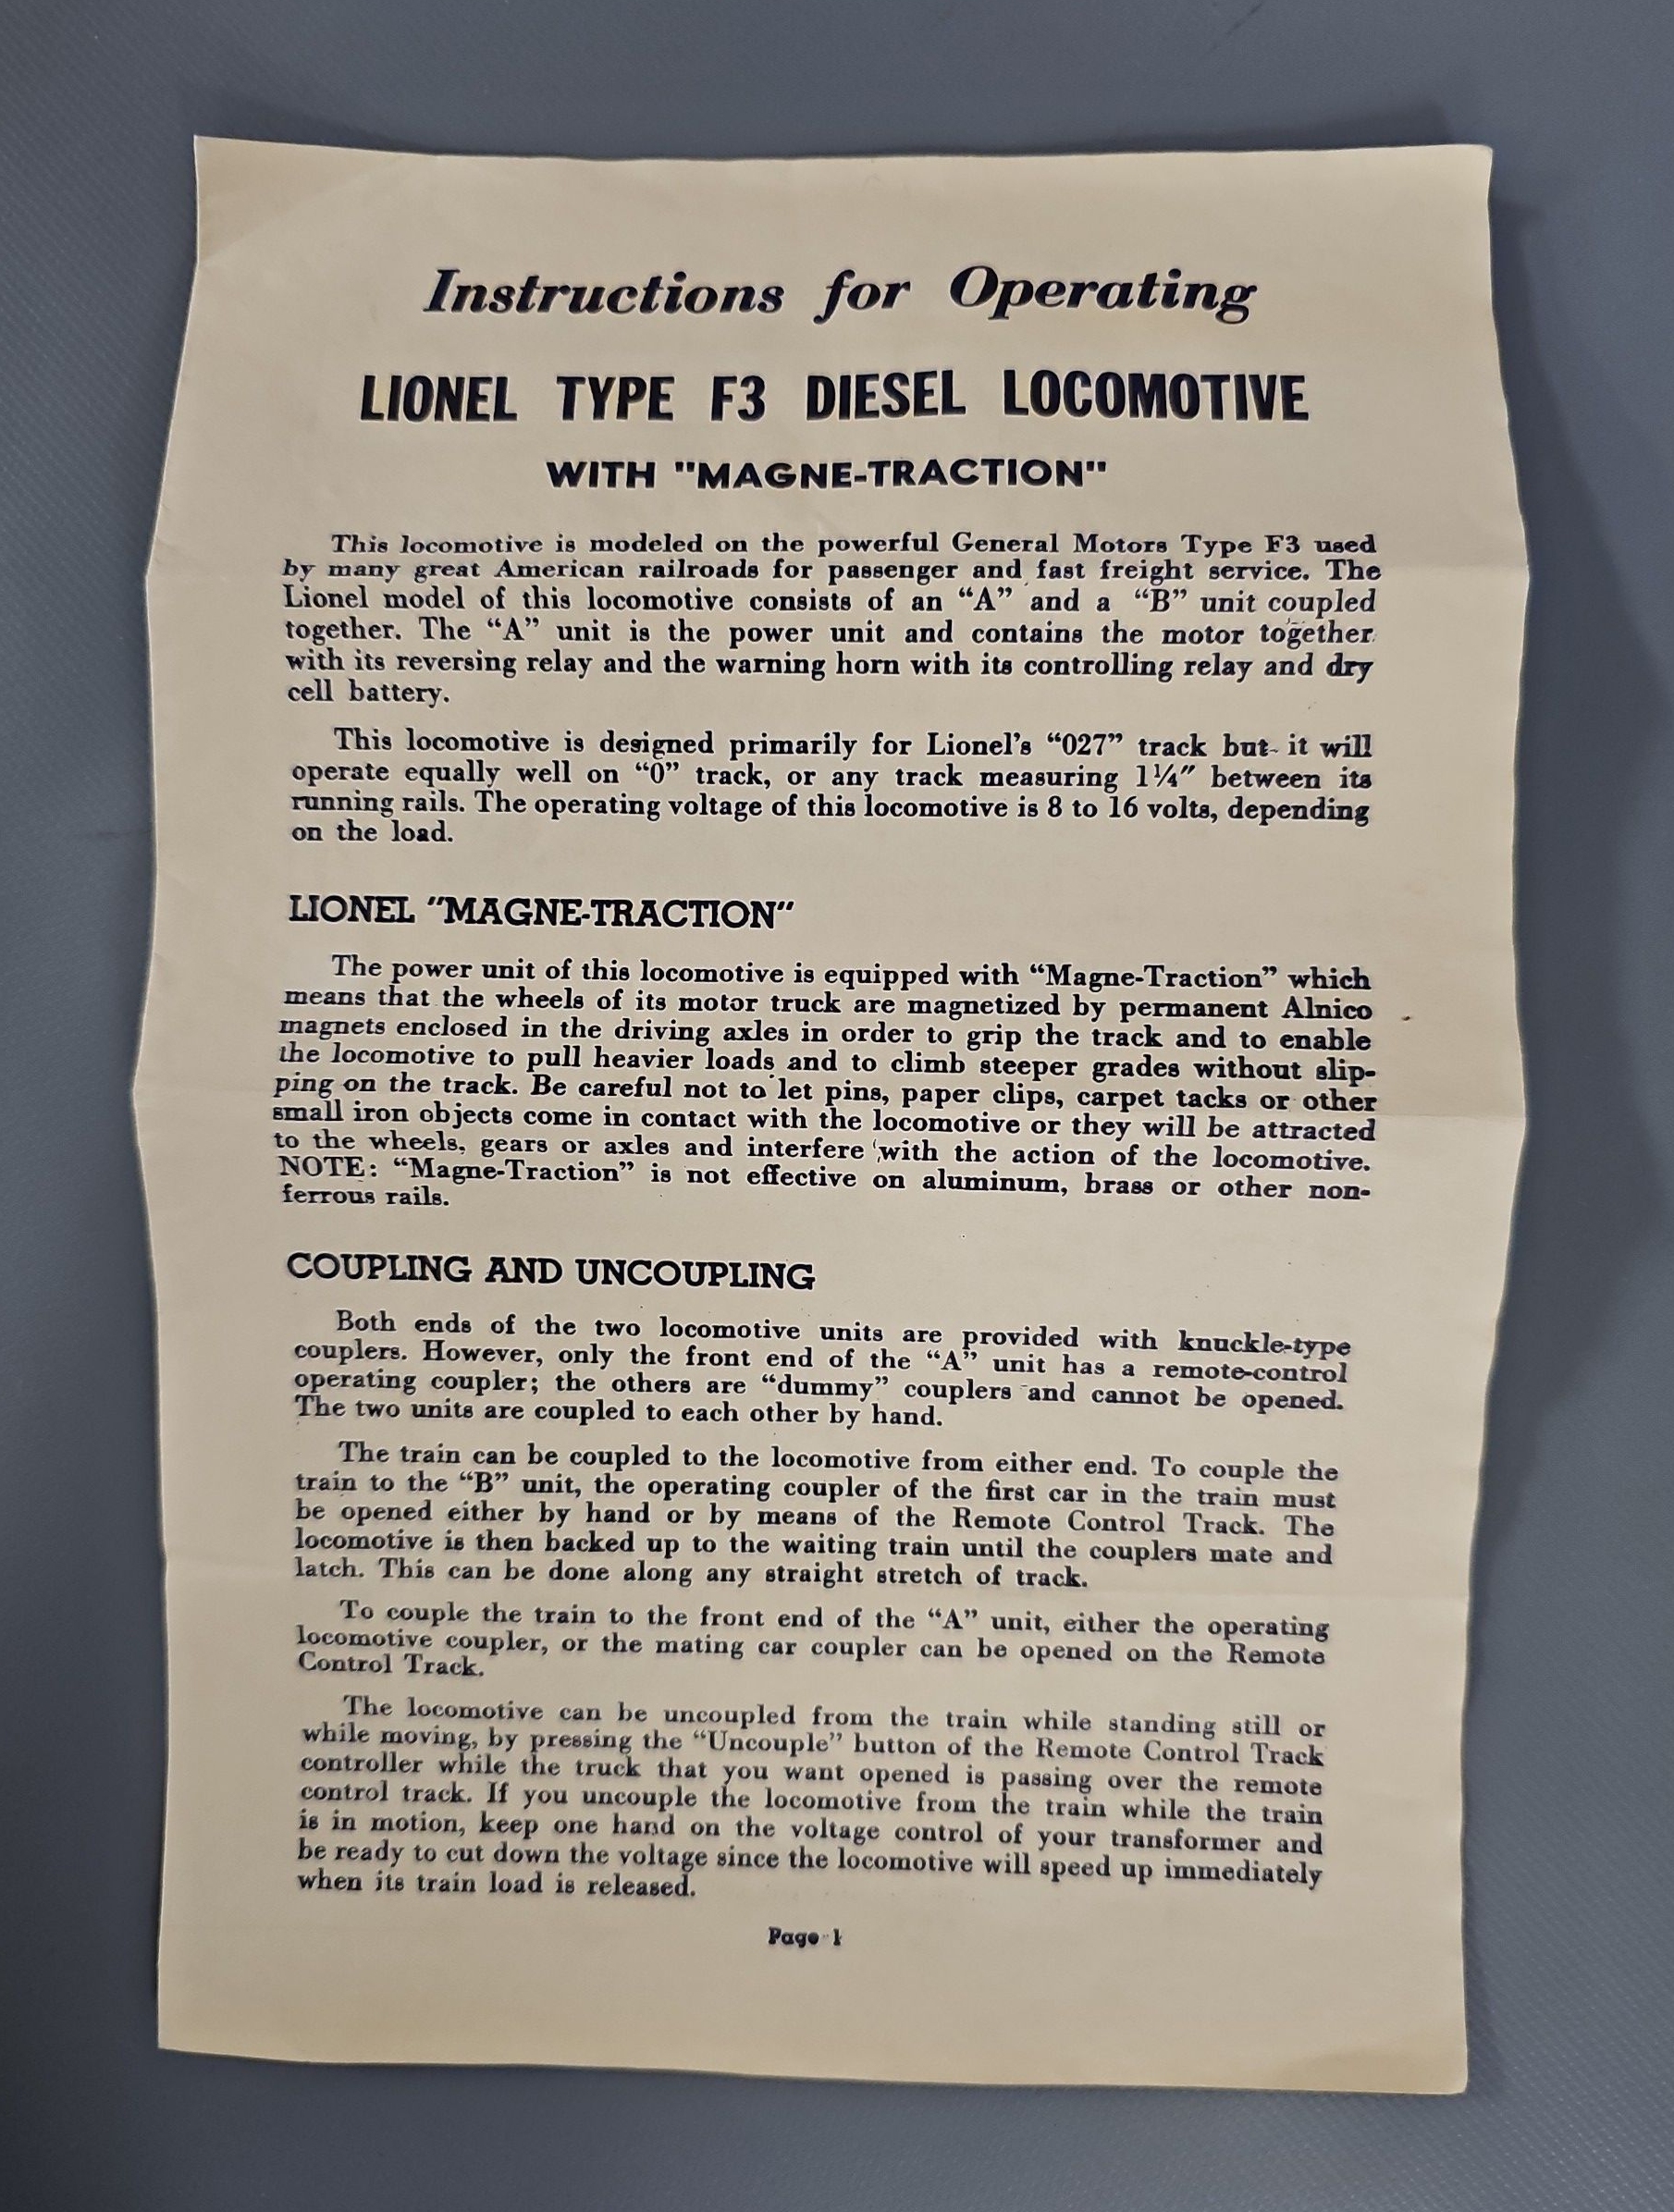 Instructions for Operating
LIONEL TYPE F3 DIESEL LOCOMOTIVE
WITH "MAGNE-TRACTION"
This locomotive is modeled on the powerful General Motors Type F3 used
by many great American railroads for passenger and fast freight service. The
Lionel model of this locomotive consists of an “A” and a “B” unit coupled
together. The “A” unit is the power unit and contains the motor together
with its reversing relay and the warning horn with its controlling relay and dry
cell battery.
This locomotive is designed primarily for Lionel's “027” track but it will
operate equally well on “0” track, or any track measuring 1¼″ between its
running rails. The operating voltage of this locomotive is 8 to 16 volts, depending
on the load.
LIONEL "MAGNE-TRACTION"
The power unit of this locomotive is equipped with “Magne-Traction” which
means that the wheels of its motor truck are magnetized by permanent Alnico
magnets enclosed in the driving axles in order to grip the track and to enable
the locomotive to pull heavier loads and to climb steeper grades without slip-
ping on the track. Be careful not to let pins, paper clips, carpet tacks or other
small iron objects come in contact with the locomotive or they will be attracted
to the wheels, gears or axles and interfere with the action of the locomotive.
NOTE: “Magne-Traction” is not effective on aluminum, brass or other non-
ferrous rails.
COUPLING AND UNCOUPLING
Both ends of the two locomotive units are provided with knuckle-type
couplers. However, only the front end of the “A” unit has a remote-control
operating coupler; the others are “dummy” couplers and cannot be opened.
The two units are coupled to each other by hand.
The train can be coupled to the locomotive from either end. To couple the
train to the “B” unit, the operating coupler of the first car in the train must
be opened either by hand or by means of the Remote Control Track. The
locomotive is then backed up to the waiting train until the couplers mate and
latch. This can be done along any straight stretch of track.
To couple the train to the front end of the “A” unit, either the operating
locomotive coupler, or the mating car coupler can be opened on the Remote
Control Track.
The locomotive can be uncoupled from the train while standing still or
while moving, by pressing the “Uncouple” button of the Remote Control Track
controller while the truck that you want opened is passing over the remote
control track. If you uncouple the locomotive from the train while the train
is in motion, keep one hand on the voltage control of your transformer and
be ready to cut down the voltage since the locomotive will speed up immediately
when its train load is released.
Page 1